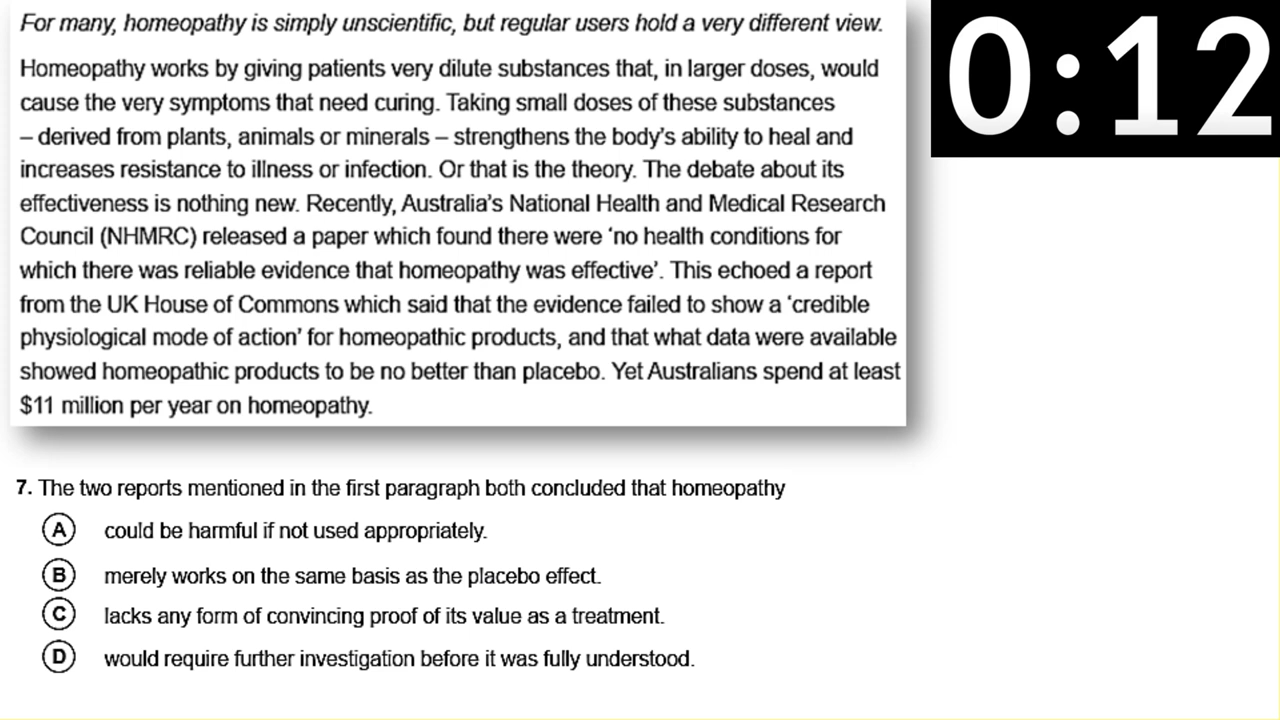 For many, homeopathy is simply unscientific, but regular users hold a very different view.
0:12
Homeopathy works by giving patients very dilute substances that, in larger doses, would
cause the very symptoms that need curing. Taking small doses of these substances
– derived from plants, animals or minerals – strengthens the body's ability to heal and
increases resistance to illness or infection. Or that is the theory. The debate about its
effectiveness is nothing new. Recently, Australia's National Health and Medical Research
Council (NHMRC) released a paper which found there were 'no health conditions for
which there was reliable evidence that homeopathy was effective'. This echoed a report
from the UK House of Commons which said that the evidence failed to show a 'credible
physiological mode of action' for homeopathic products, and that what data were available
showed homeopathic products to be no better than placebo. Yet Australians spend at least
$11 million per year on homeopathy.
7. The two reports mentioned in the first paragraph both concluded that homeopathy
A could be harmful if not used appropriately.
B merely works on the same basis as the placebo effect.
C lacks any form of convincing proof of its value as a treatment.
D would require further investigation before it was fully understood.